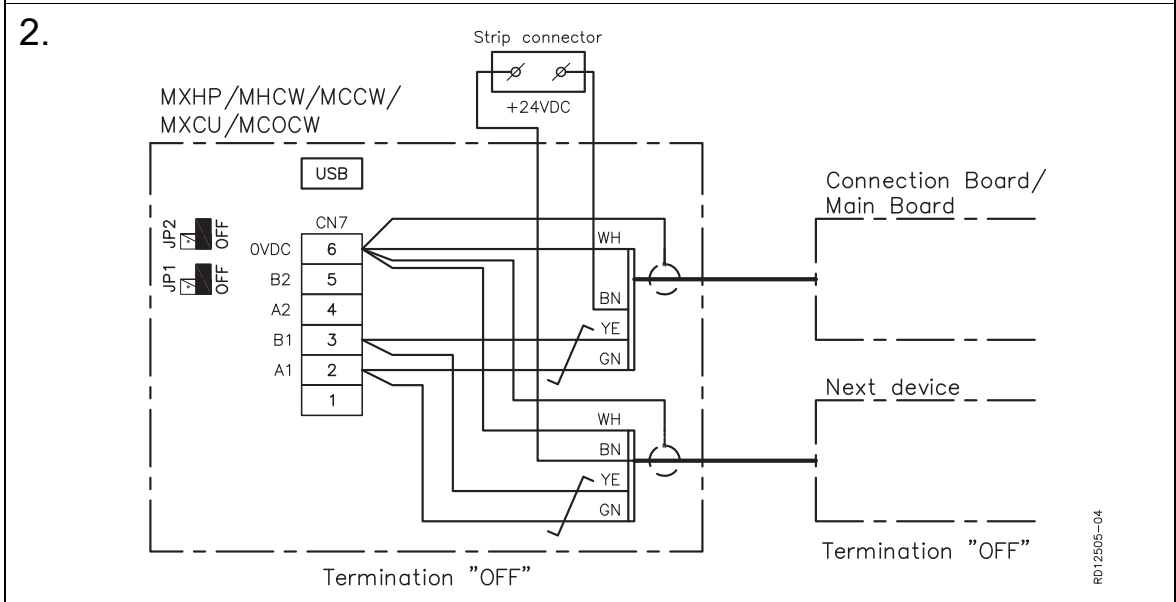 2.
Strip connector
+24VDC
MXHP/MHCW/MCCW/
MXCU/MCOCW
USB
Connection Board/
Main Board
JP2
OFF
JP1
OFF
CN7
0VDC 6
B2 5
A2 4
B1 3
A1 2
1
WH
BN
YE
GN
Next device
WH
BN
YE
GN
Termination "OFF"
Termination "OFF"
RD12505-04